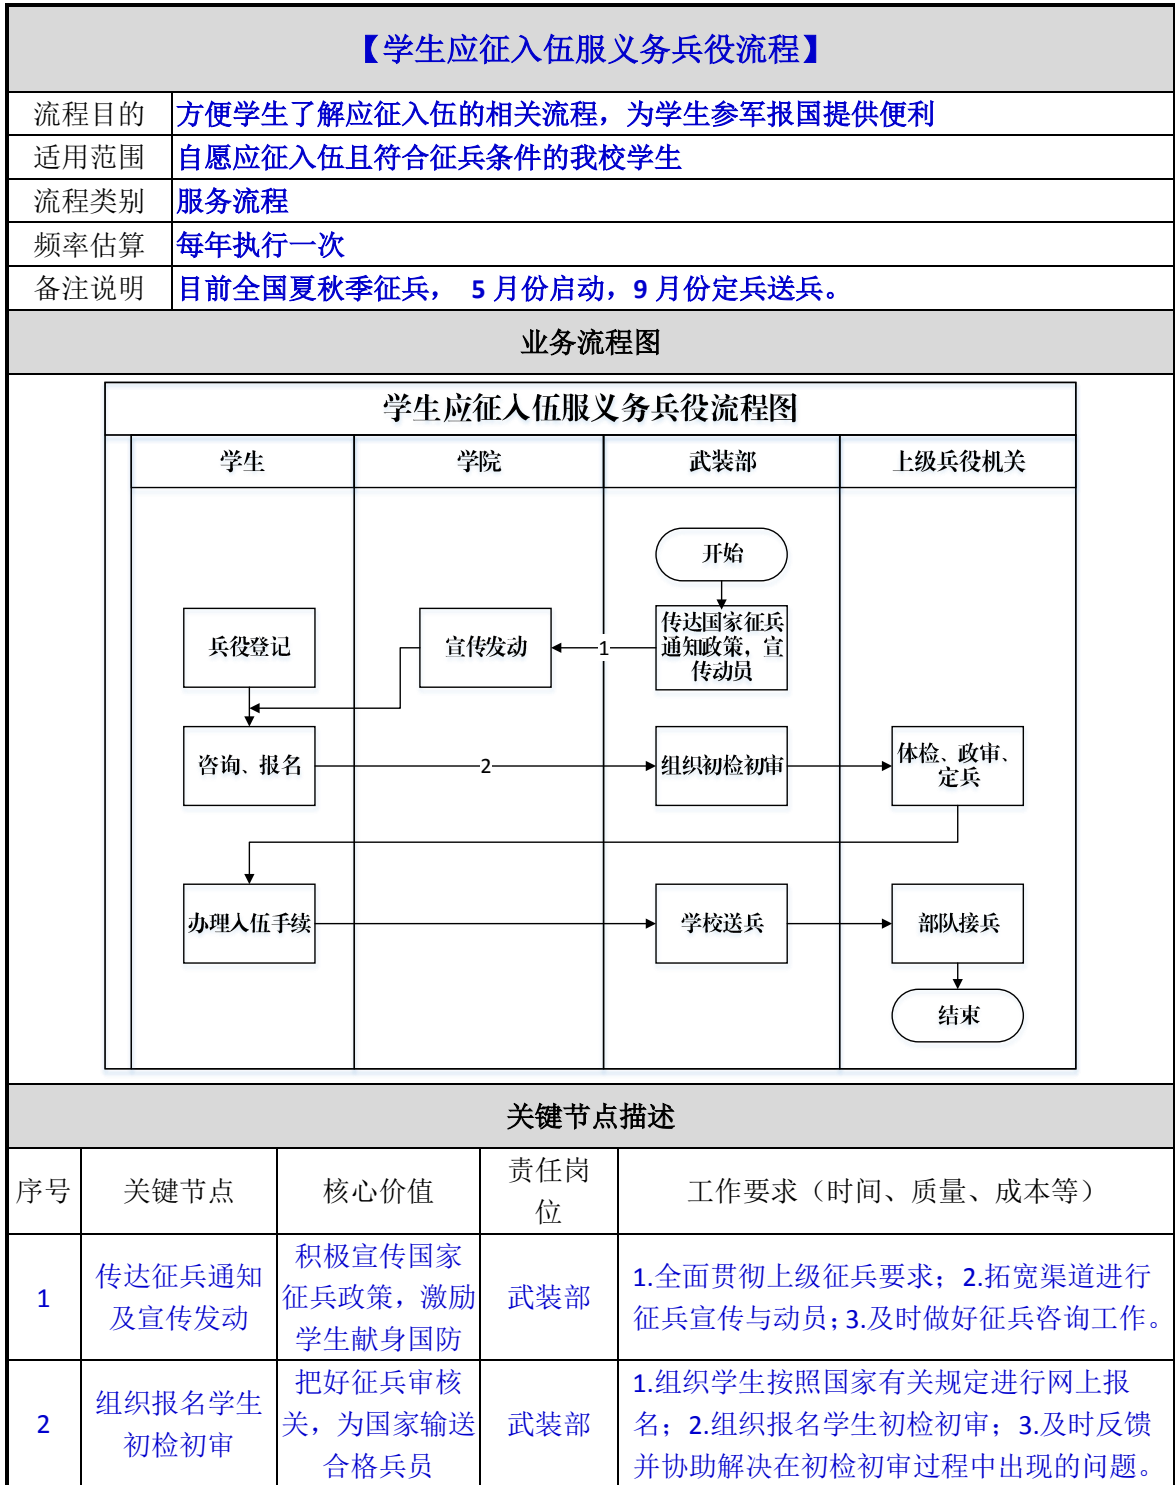 【学生应征入伍服义务兵役流程】
流程目的 方便学生了解应征入伍的相关流程，为学生参军报国提供便利
适用范围 自愿应征入伍且符合征兵条件的我校学生
流程类别 服务流程
频率估算 每年执行一次
备注说明 目前全国夏秋季征兵， 5 月份启动，9 月份定兵送兵。
业务流程图
学生应征入伍服义务兵役流程图
学生 学院 武装部 上级兵役机关
开始
兵役登记
宣传发动
1
传达国家征兵
通知政策，宣
传动员
咨询、报名
2
组织初检初审
体检、政审、
定兵
办理入伍手续
学校送兵
部队接兵
结束
关键节点描述
序号
关键节点
核心价值
责任岗
位
工作要求（时间、质量、成本等）
1
传达征兵通知
及宣传发动
积极宣传国家
征兵政策，激励
学生献身国防
武装部
1.全面贯彻上级征兵要求；2.拓宽渠道进行
征兵宣传与动员；3.及时做好征兵咨询工作。
2
组织报名学生
初检初审
把好征兵审核
关，为国家输送
合格兵员
武装部
1.组织学生按照国家有关规定进行网上报
名；2.组织报名学生初检初审；3.及时反馈
并协助解决在初检初审过程中出现的问题。